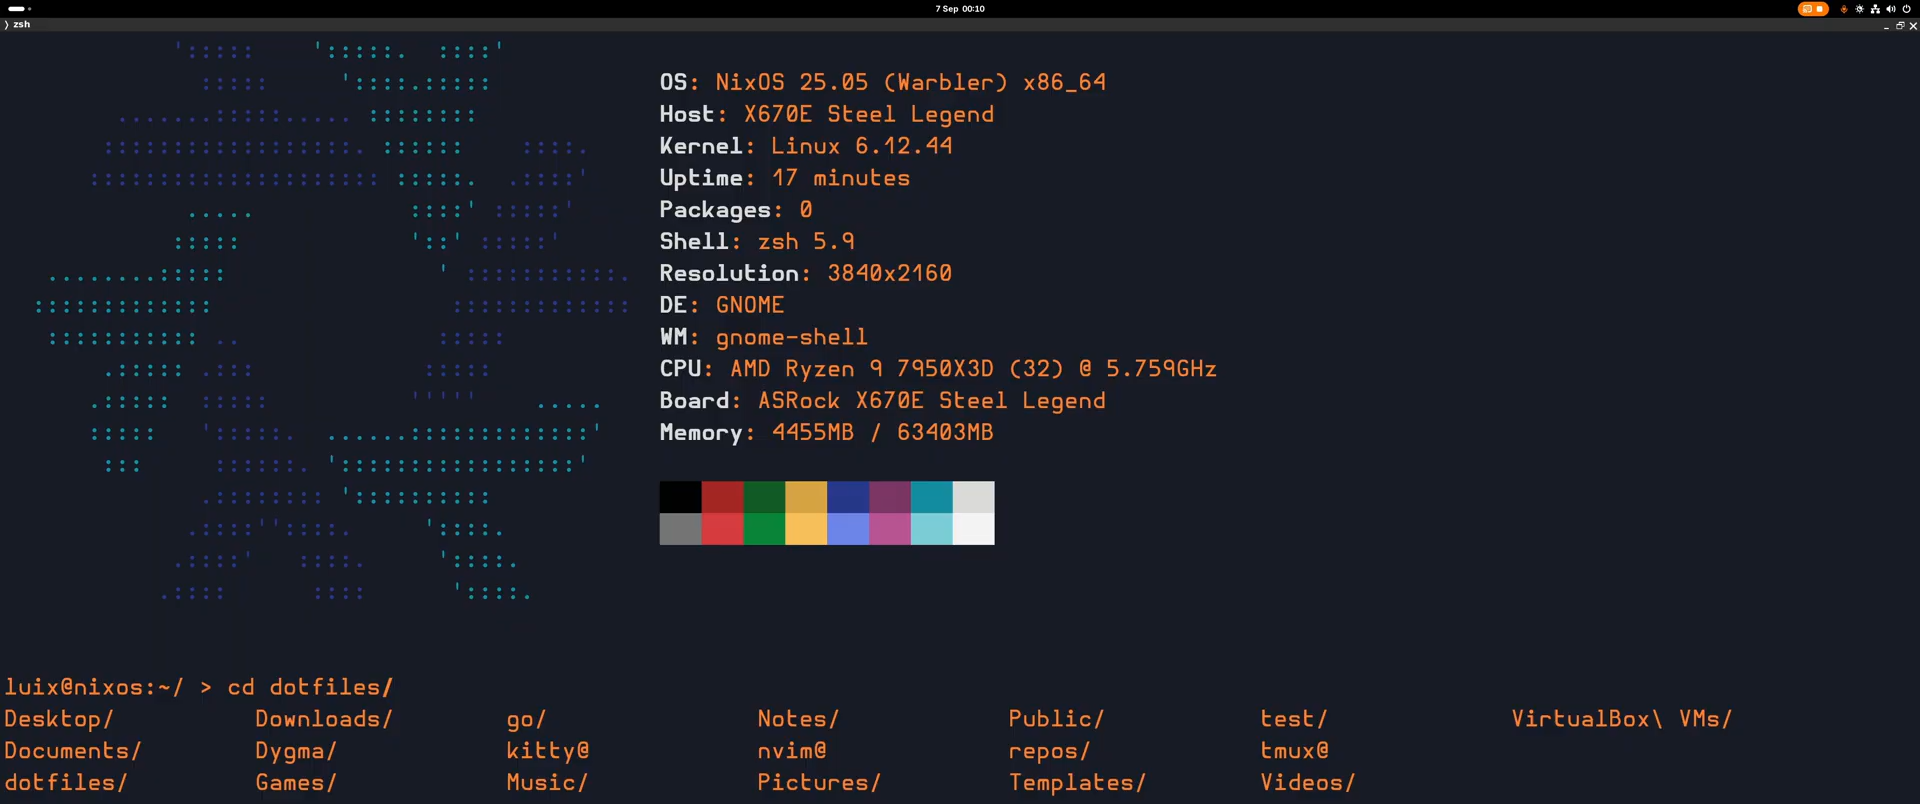 7 Sep 00:10
❭ zsh
OS: NixOS 25.05 (Warbler) x86_64
Host: X670E Steel Legend
Kernel: Linux 6.12.44
Uptime: 17 minutes
Packages: 0
Shell: zsh 5.9
Resolution: 3840x2160
DE: GNOME
WM: gnome-shell
CPU: AMD Ryzen 9 7950X3D (32) @ 5.759GHz
Board: ASRock X670E Steel Legend
Memory: 4455MB / 63403MB
luix@nixos:~/ > cd dotfiles/
Desktop/ Downloads/ go/ Notes/ Public/ test/ VirtualBox\ VMs/
Documents/ Dygma/ kitty@ nvim@ repos/ tmux@
dotfiles/ Games/ Music/ Pictures/ Templates/ Videos/